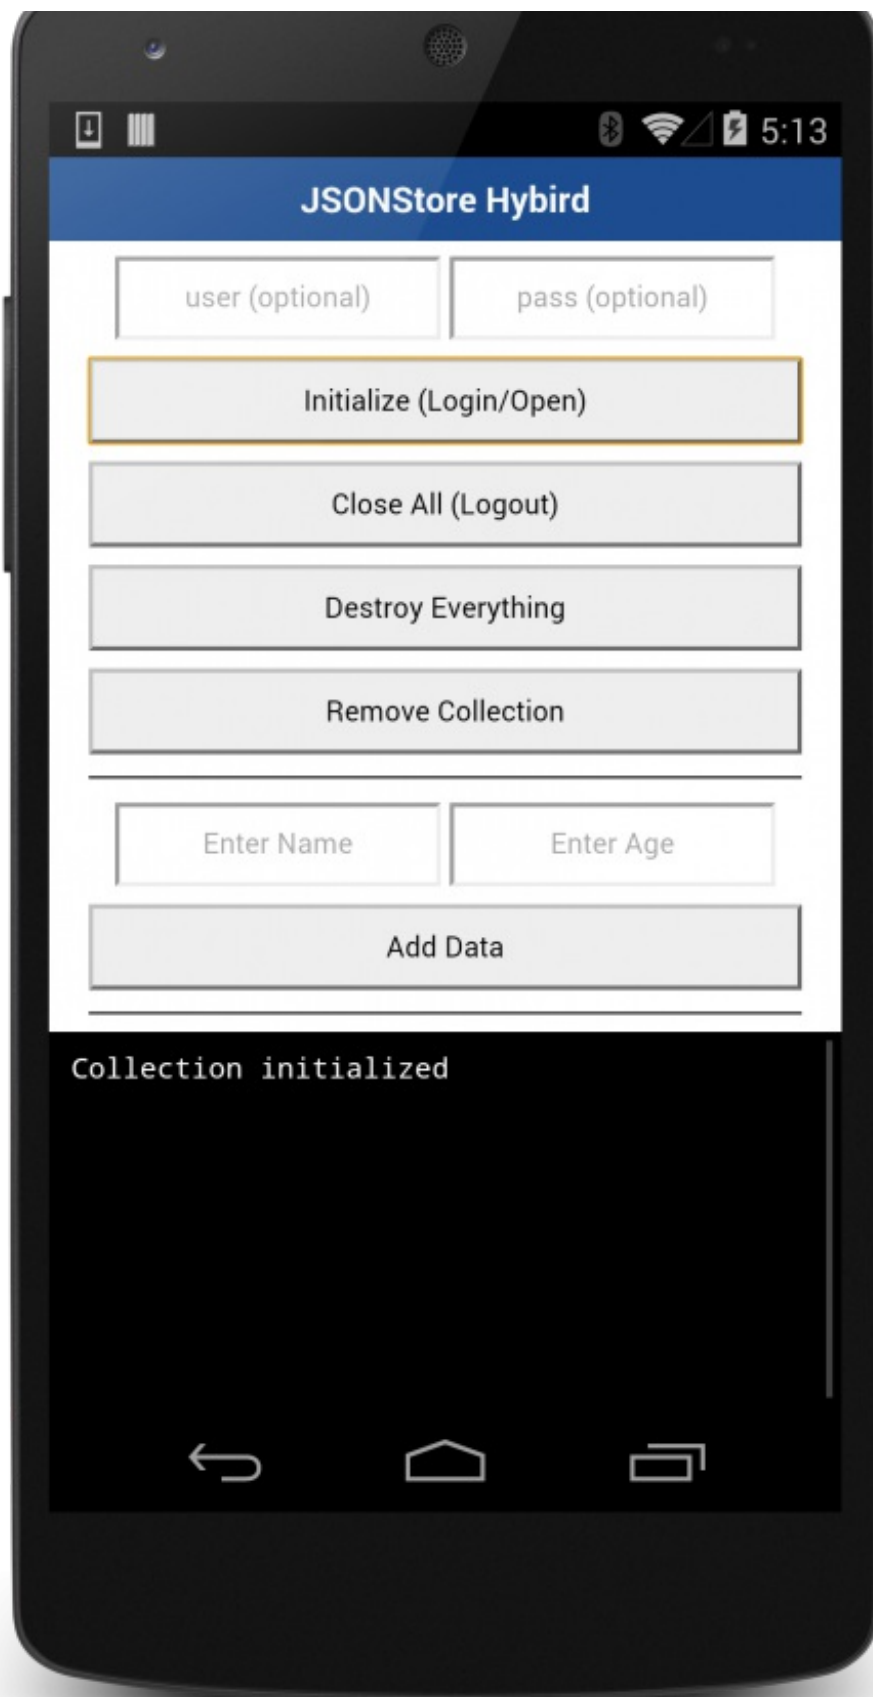 5:13
JSONStore Hybird
user (optional) pass (optional)
Initialize (Login/Open)
Close All (Logout)
Destroy Everything
Remove Collection
Enter Name Enter Age
Add Data
Collection initialized